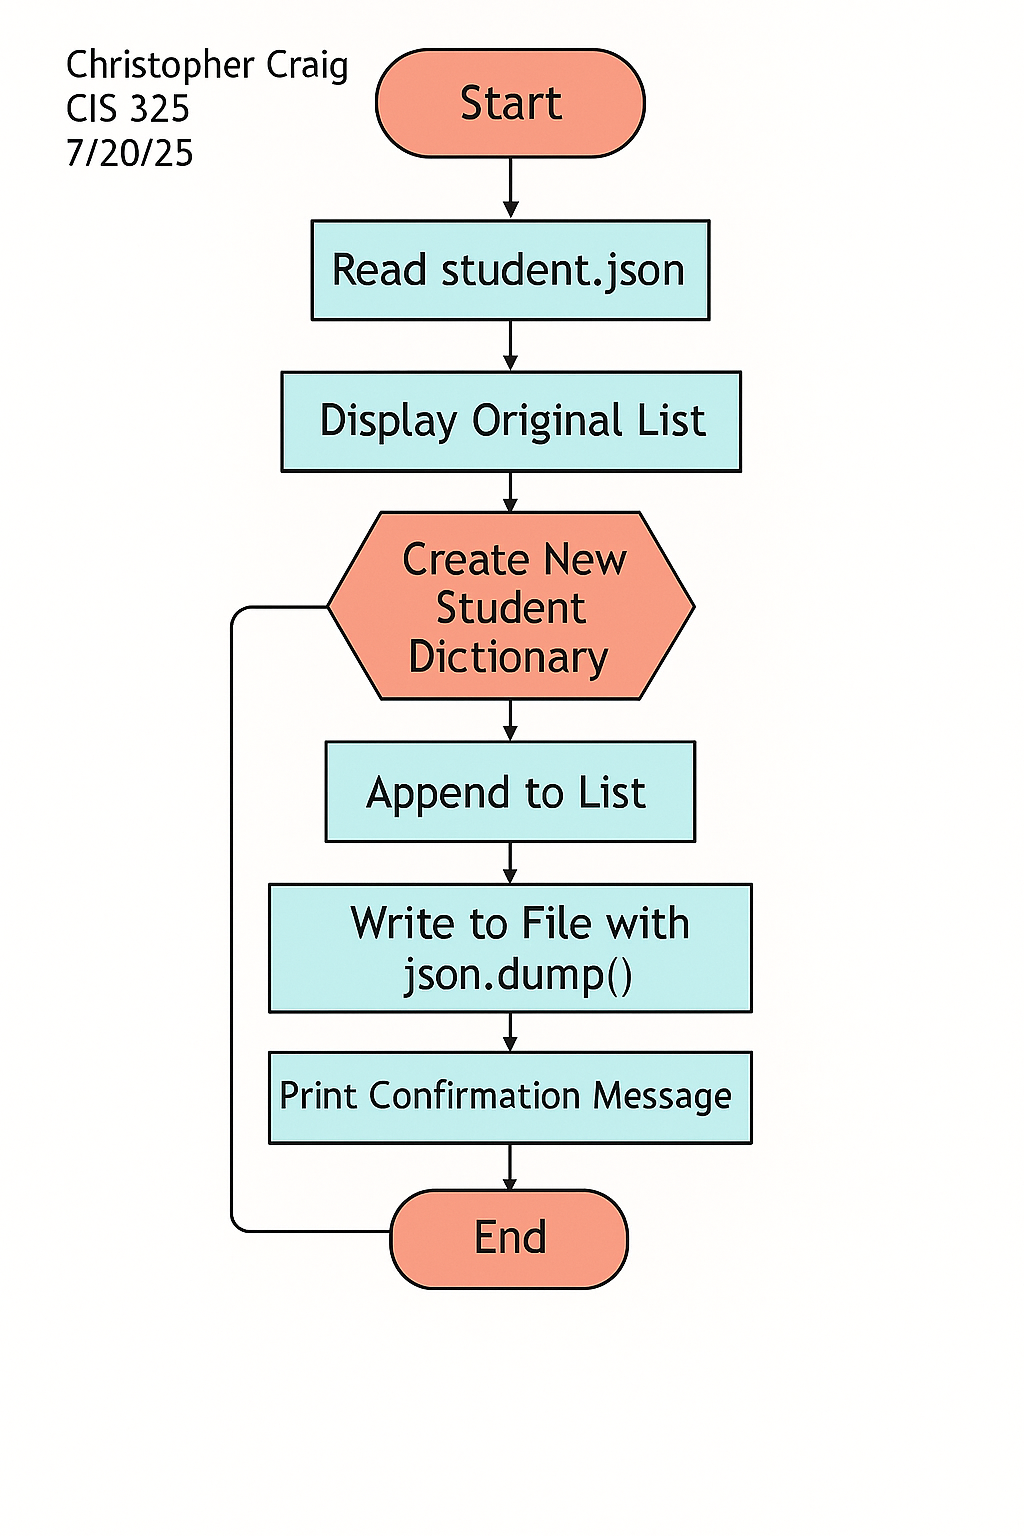 Christopher Craig
CIS 325
7/20/25
Start
Read student.json
Display Original List
Create New
Student
Dictionary
Append to List
Write to File with
json.dump()
Print Confirmation Message
End